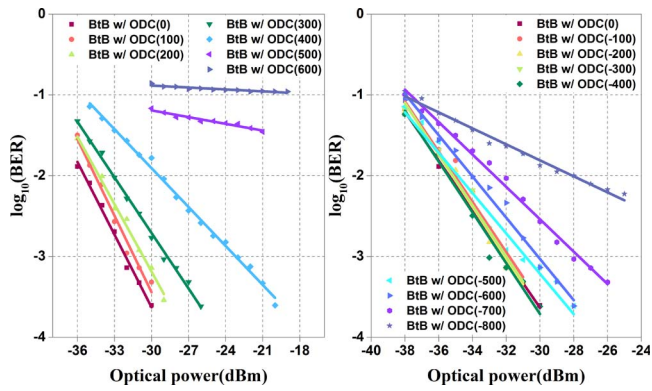 log10(BER)
0
-1
-2
-3
-4
-36
-33
-30
-27
-24
-21
-18
Optical power(dBm)
BtB w/ ODC(0)
BtB w/ ODC(100)
BtB w/ ODC(200)
BtB w/ ODC(300)
BtB w/ ODC(400)
BtB w/ ODC(500)
BtB w/ ODC(600)
log10(BER)
0
-1
-2
-3
-4
-40
-38
-36
-34
-32
-30
-28
-26
-24
Optical power(dBm)
BtB w/ ODC(0)
BtB w/ ODC(-100)
BtB w/ ODC(-200)
BtB w/ ODC(-300)
BtB w/ ODC(-400)
BtB w/ ODC(-500)
BtB w/ ODC(-600)
BtB w/ ODC(-700)
BtB w/ ODC(-800)